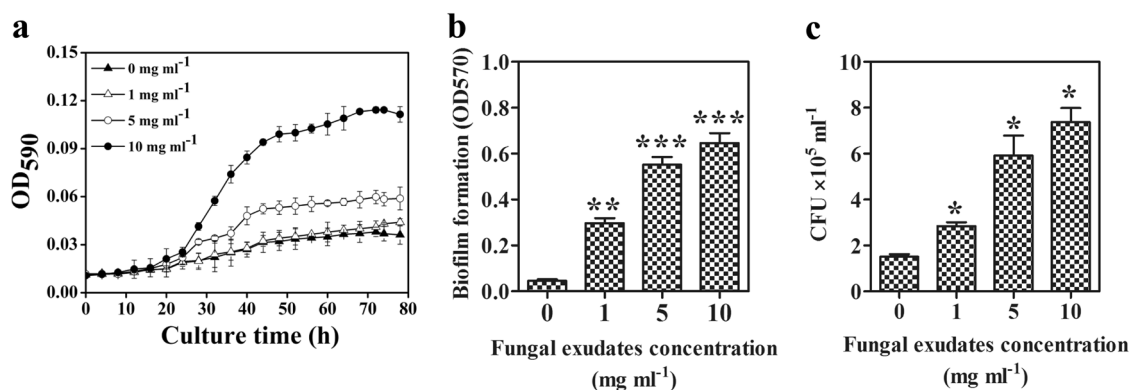 a
0.15
0.12
0.09
0.06
0.03
0.00
OD590
0 mg ml-1
1 mg ml-1
5 mg ml-1
10 mg ml-1
0 10 20 30 40 50 60 70 80
Culture time (h)
b
Biofilm formation (OD570)
1.0
0.8
0.6
0.4
0.2
0.0
** *** ***
0 1 5 10
Fungal exudates concentration
(mg ml-1)
c
CFU ×10^5 ml-1
10
8
6
4
2
0
* * *
0 1 5 10
Fungal exudates concentration
(mg ml-1)